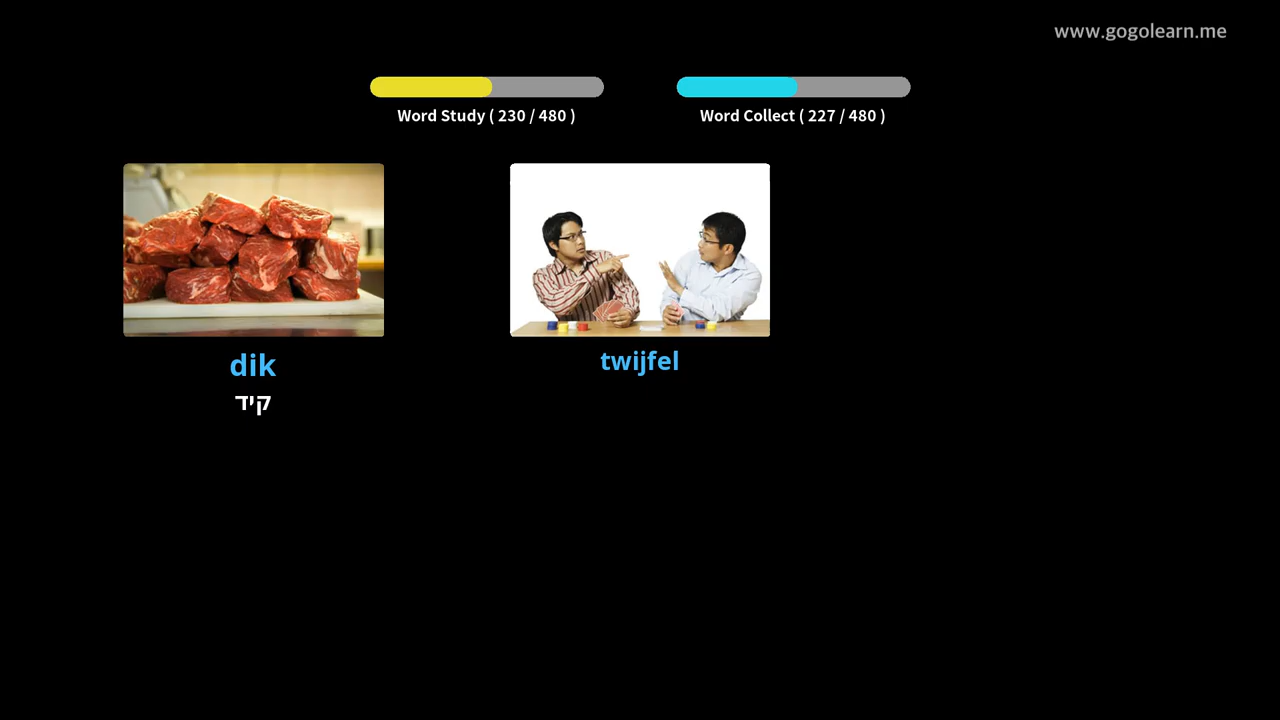 www.gogolearn.me
Word Study ( 230 / 480 )
Word Collect ( 227 / 480 )
dik
קיד
twijfel